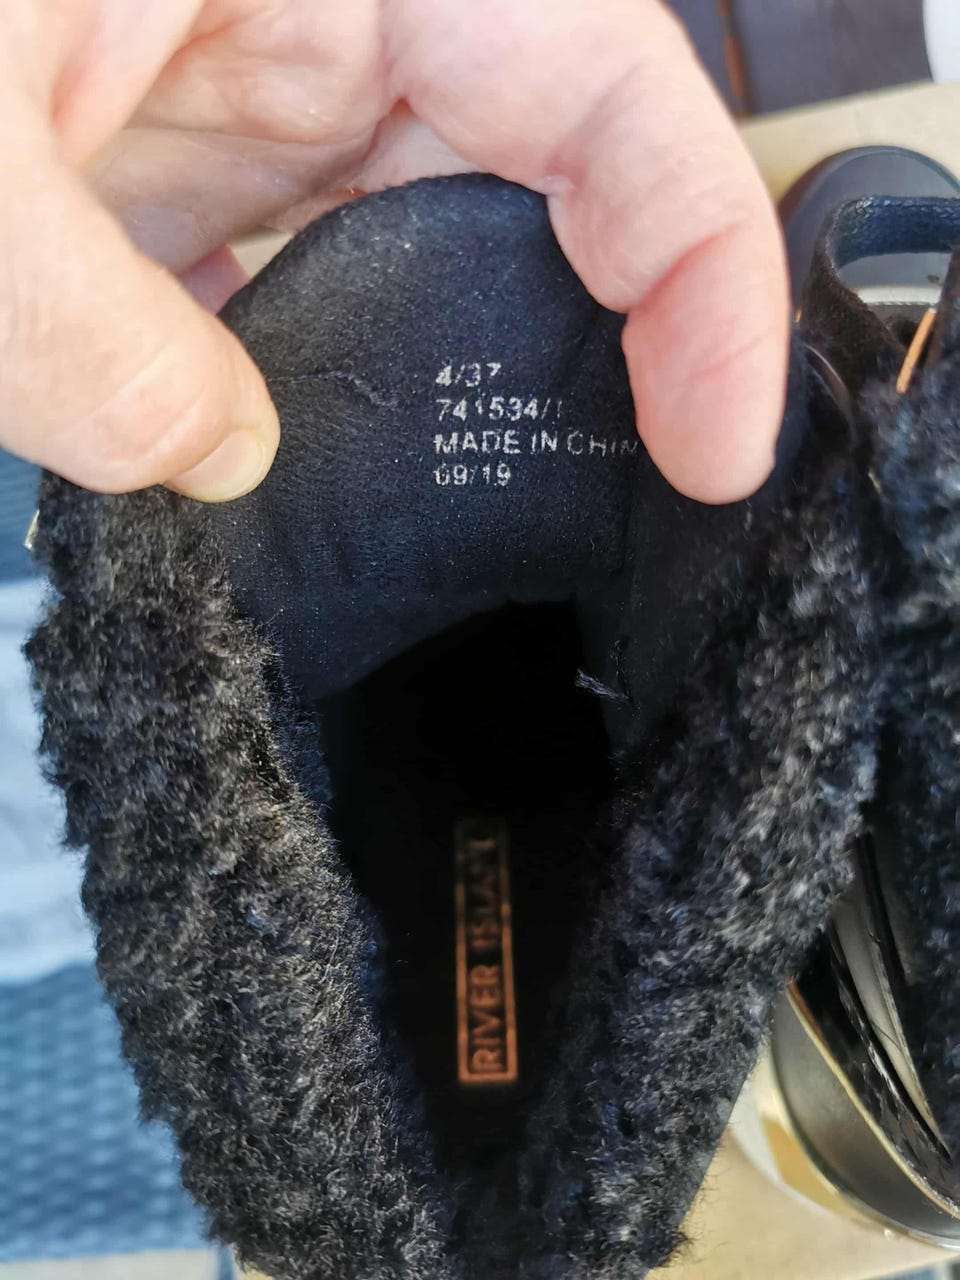 4/37
741534/1
MADE IN CHIN
09/19
RIVER ISLAND